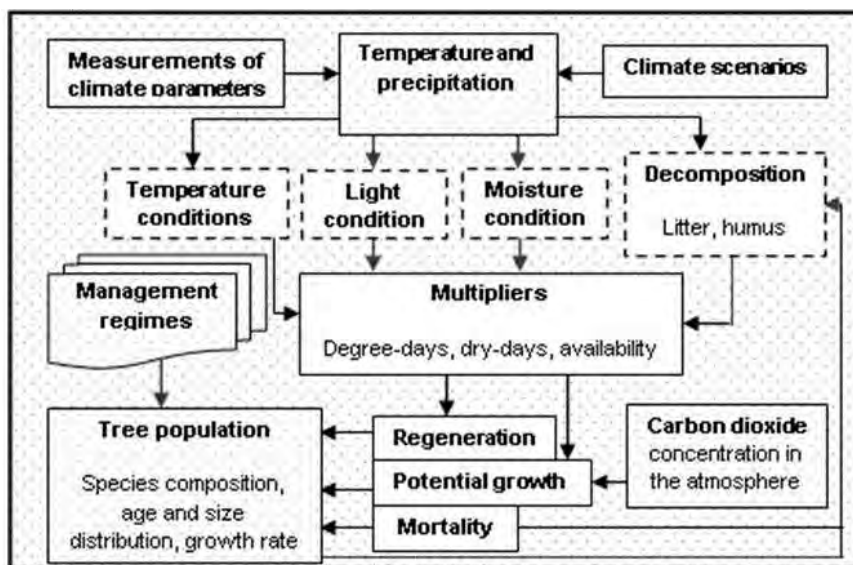 Measurements of
climate parameters
Temperature and
precipitation
Climate scenarios
Temperature
conditions
Light
condition
Moisture
condition
Decomposition
Litter, humus
Management
regimes
Multipliers
Degree-days, dry-days, availability
Tree population
Species composition,
age and size
distribution, growth rate
Regeneration
Potential growth
Mortality
Carbon dioxide
concentration in
the atmosphere